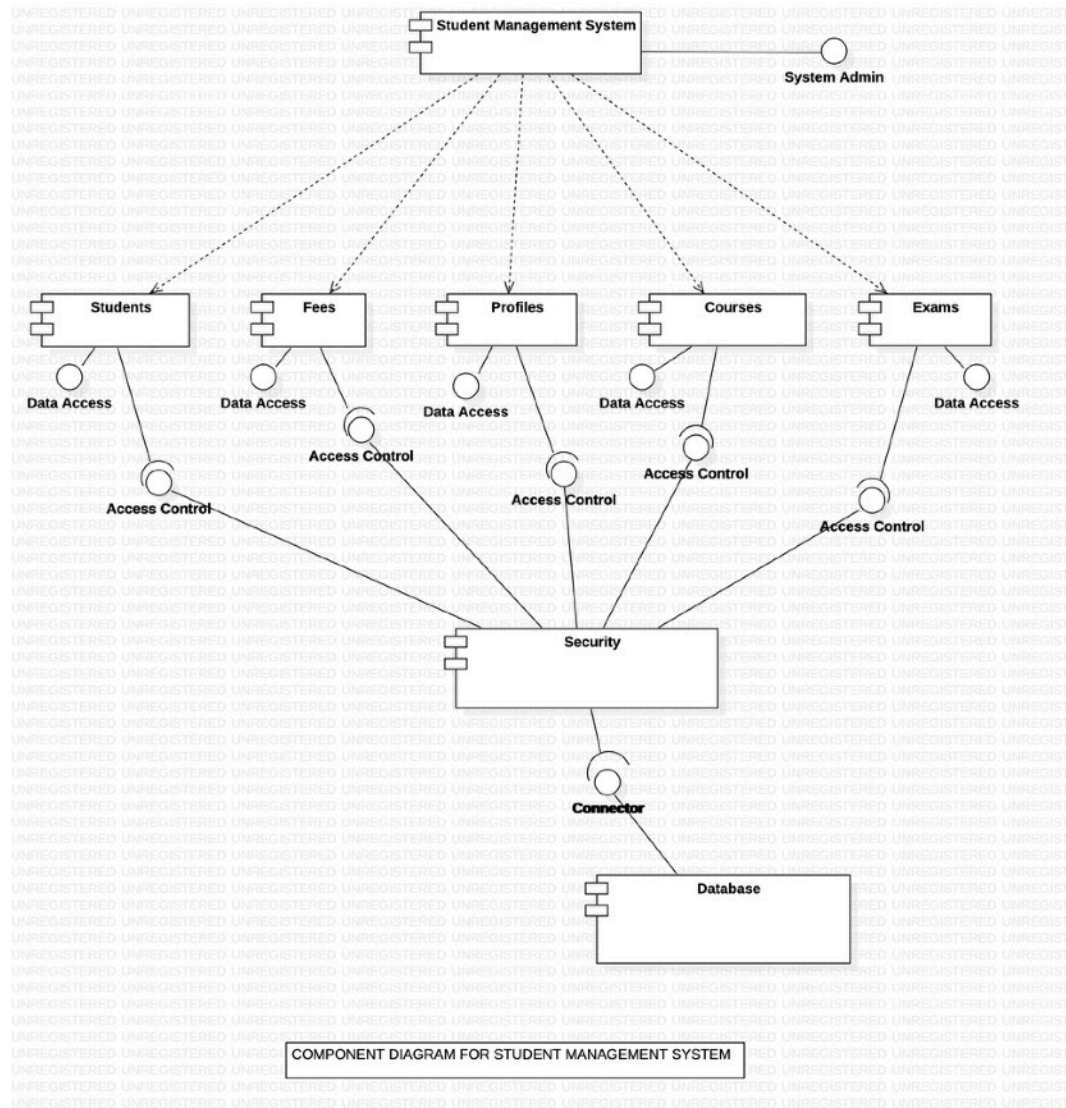 Student Management System
System Admin
Students
Fees
Profiles
Courses
Exams
Data Access
Data Access
Data Access
Data Access
Data Access
Access Control
Access Control
Access Control
Access Control
Access Control
Security
Connector
Database
COMPONENT DIAGRAM FOR STUDENT MANAGEMENT SYSTEM
UNREGISTERED